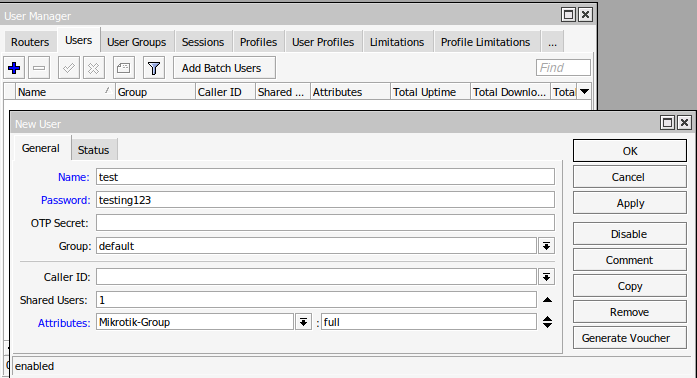 User Manager
Routers Users User Groups Sessions Profiles User Profiles Limitations Profile Limitations ...
Add Batch Users Find
Name Group Caller ID Shared ... Attributes Total Uptime Total Downlo... Total
New User
General Status
OK
Name: test
Cancel
Password: testing123
Apply
OTP Secret:
Disable
Group: default
Comment
Caller ID:
Copy
Shared Users: 1
Remove
Attributes: Mikrotik-Group : full
Generate Voucher
enabled